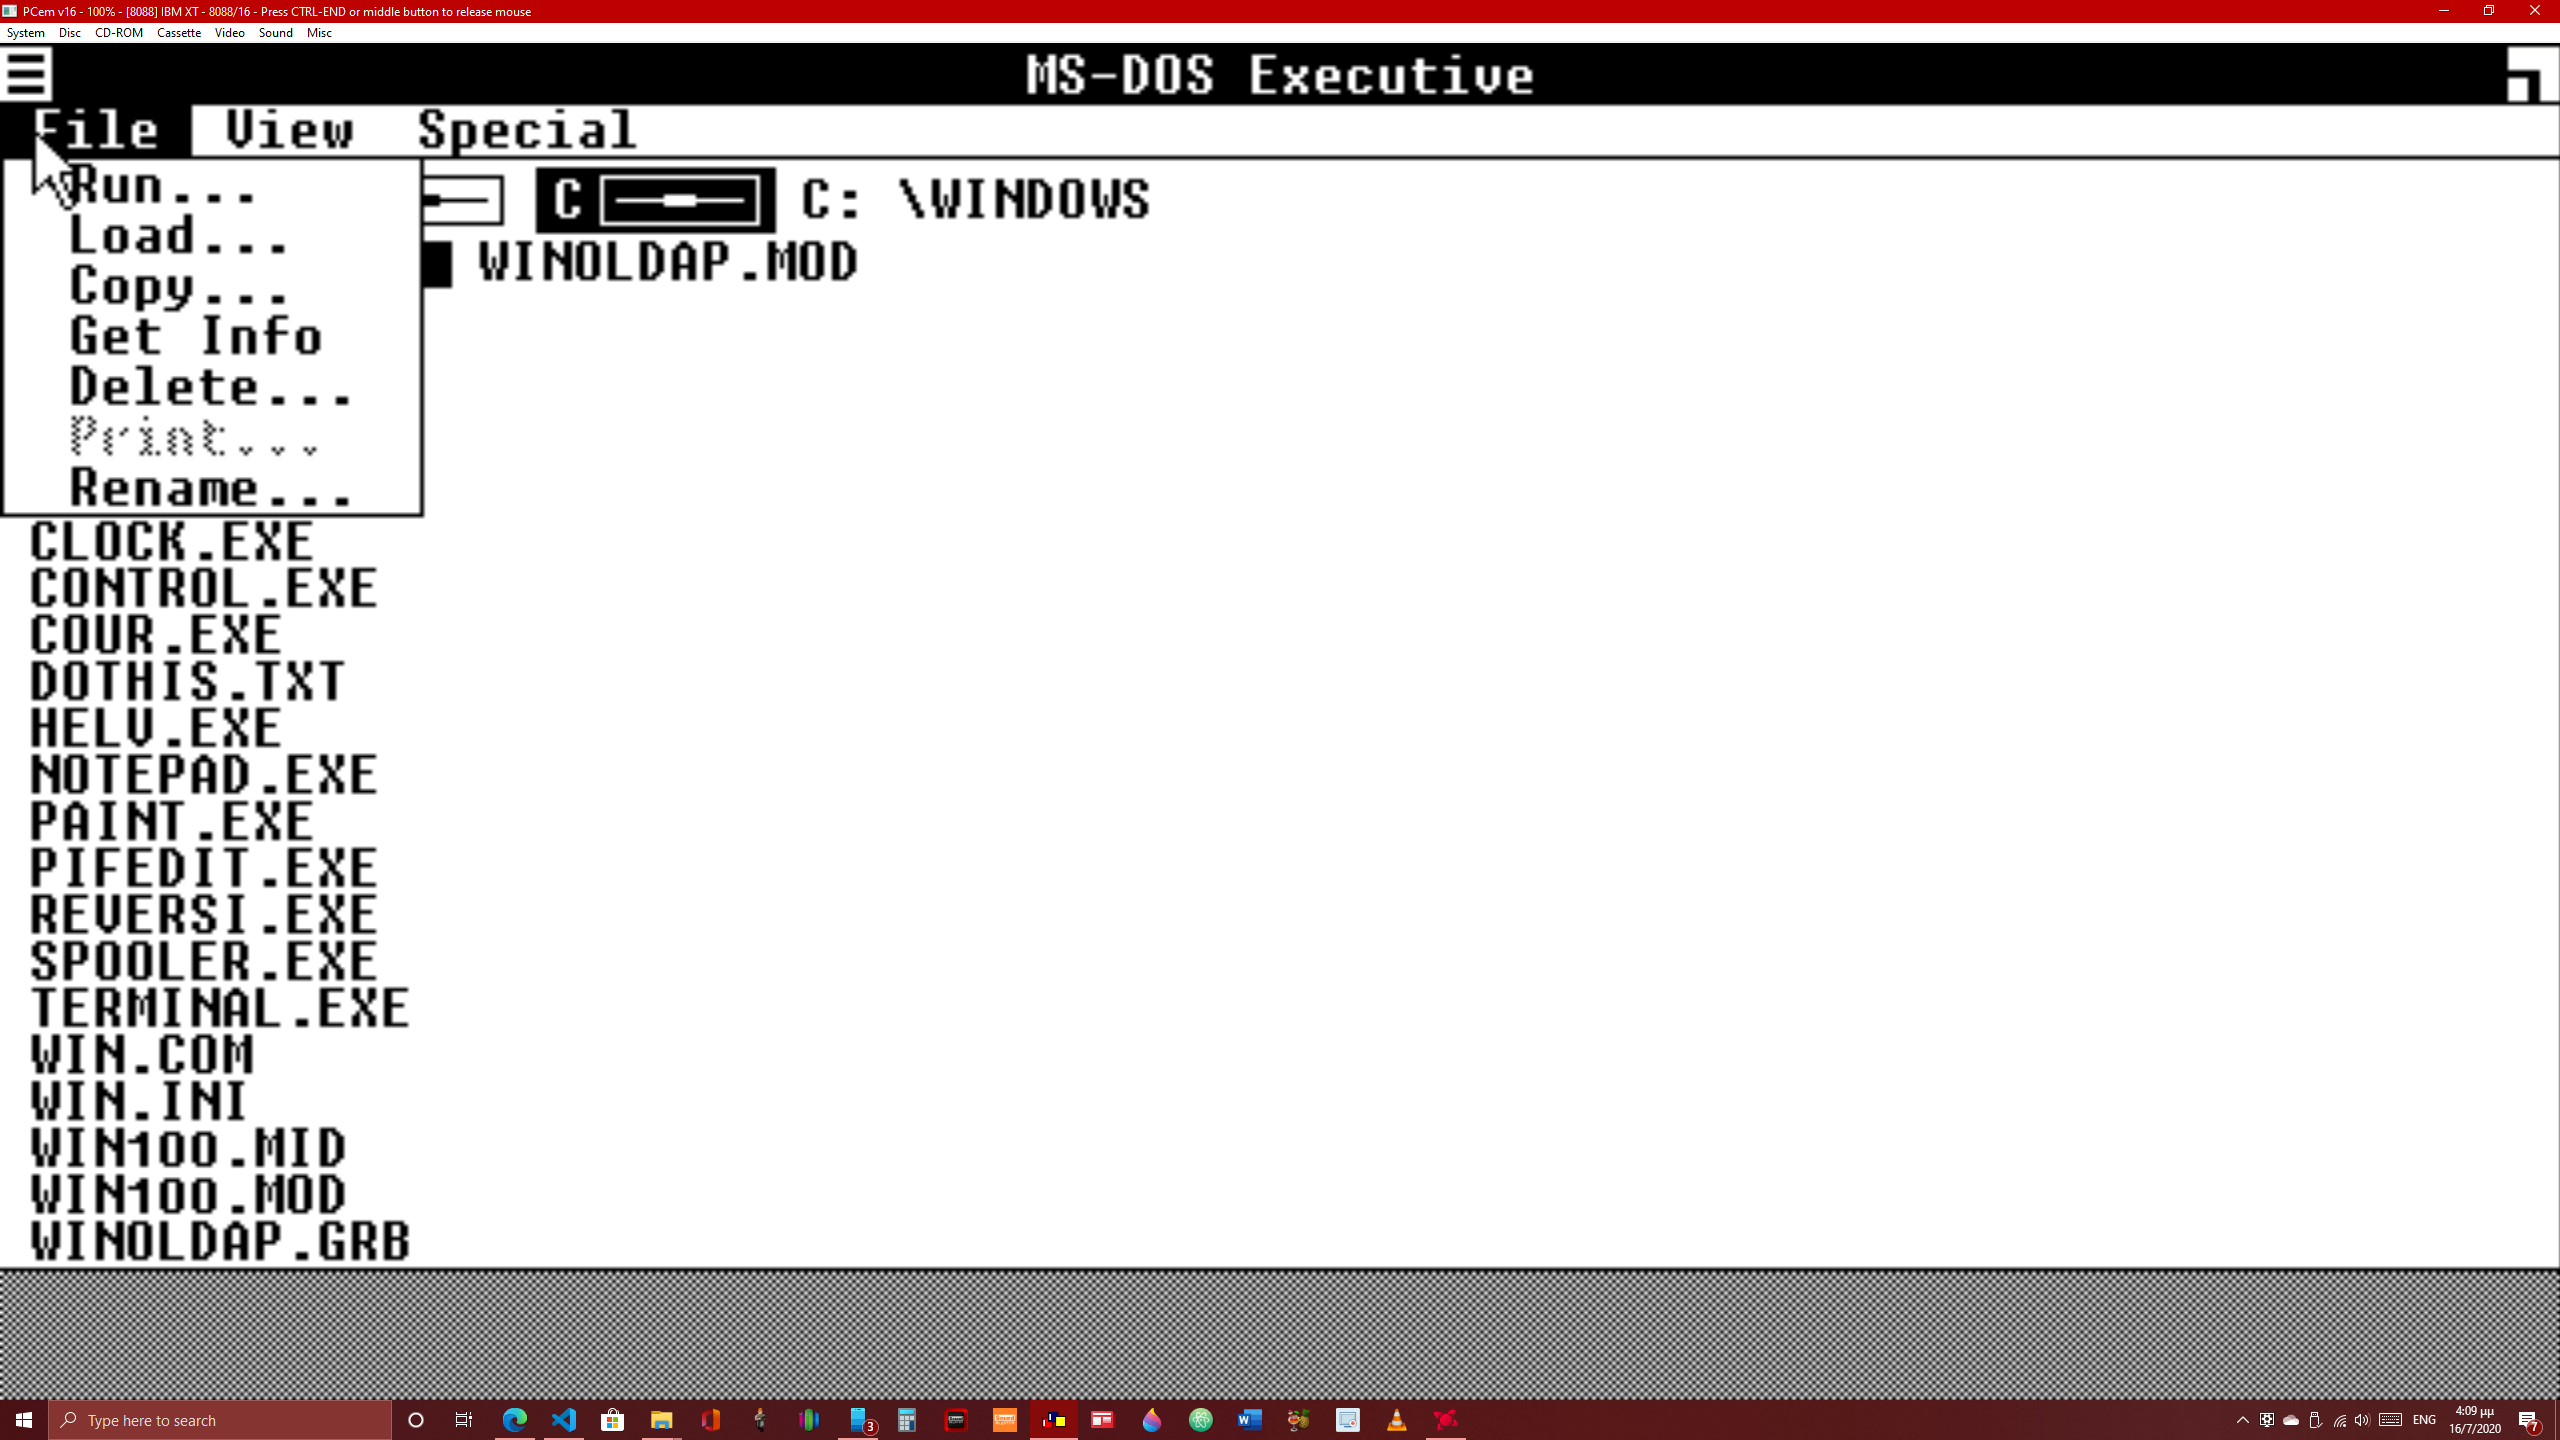 PCem v16 - 100% - [8088] IBM XT - 8088/16 - Press CTRL-END or middle button to release mouse
System Disc CD-ROM Cassette Video Sound Misc
MS-DOS Executive
File View Special
Run...
C C: \WINDOWS
Load...
WINOLDAP.MOD
Copy...
Get Info
Delete...
Print...
Rename...
CLOCK.EXE
CONTROL.EXE
COUR.EXE
DOTHIS.TXT
HELV.EXE
NOTEPAD.EXE
PAINT.EXE
PIFEDIT.EXE
REVERSI.EXE
SPOOLER.EXE
TERMINAL.EXE
WIN.COM
WIN.INI
WIN100.MID
WIN100.MOD
WINOLDAP.GRB
Type here to search 3 ENG 4:09 μμ 7
16/7/2020